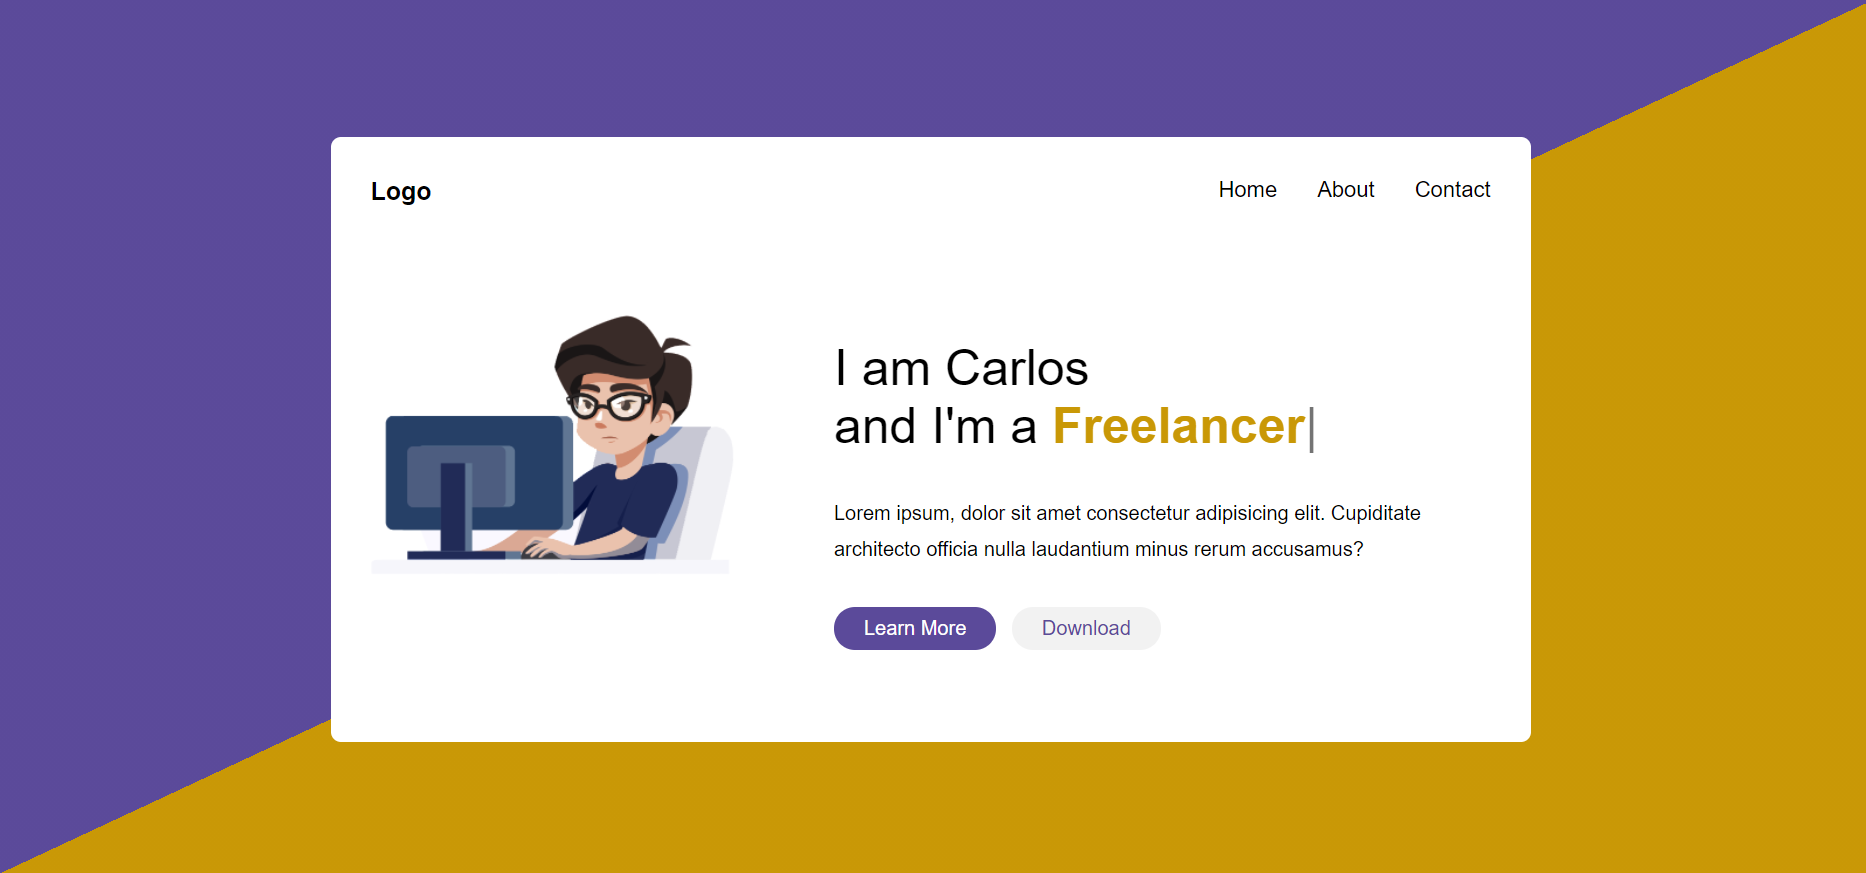 Logo
Home About Contact
I am Carlos
and I'm a Freelancer|
Lorem ipsum, dolor sit amet consectetur adipisicing elit. Cupiditate
architecto officia nulla laudantium minus rerum accusamus?
Learn More Download